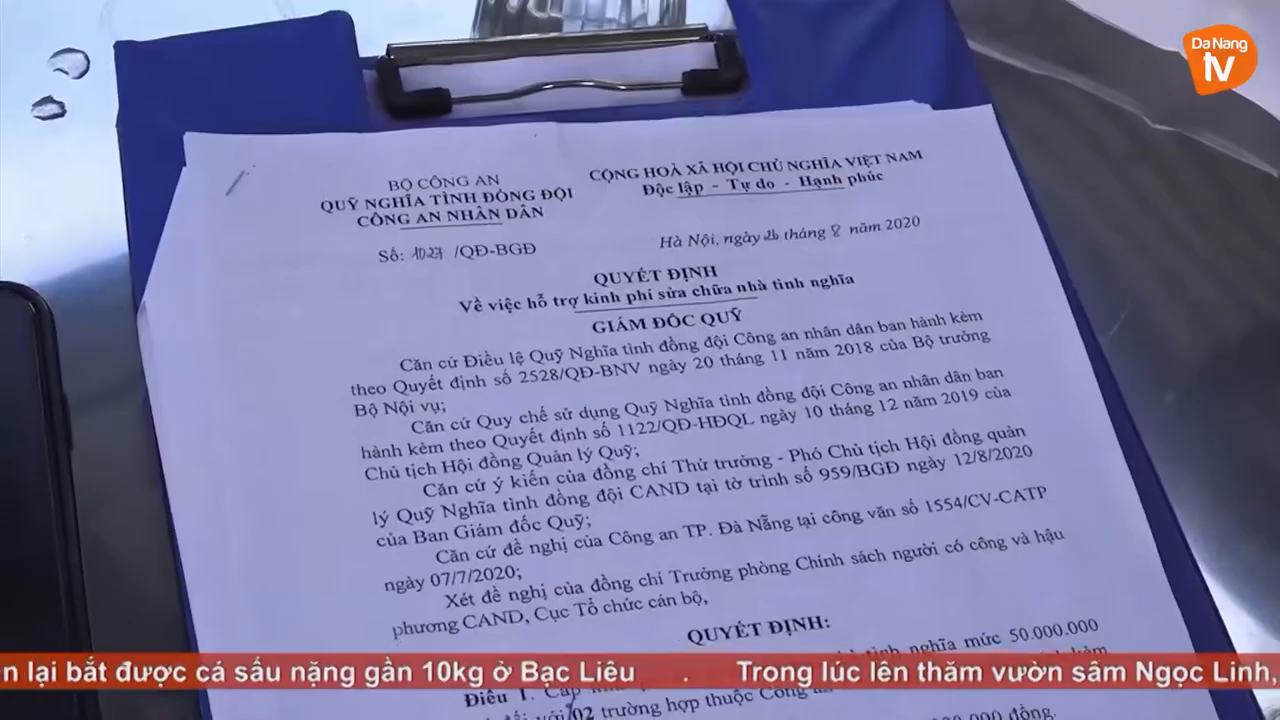 Da Nang
tv
BỘ CÔNG AN
QUỸ NGHĨA TÌNH ĐỒNG ĐỘI
CÔNG AN NHÂN DÂN
CỘNG HOÀ XÃ HỘI CHỦ NGHĨA VIỆT NAM
Độc lập - Tự do - Hạnh phúc
Số: 1027 /QĐ-BGĐ
Hà Nội, ngày 26 tháng 8 năm 2020
QUYẾT ĐỊNH
Về việc hỗ trợ kinh phí sửa chữa nhà tình nghĩa
GIÁM ĐỐC QUỸ
Căn cứ Điều lệ Quỹ Nghĩa tình đồng đội Công an nhân dân ban hành kèm
theo Quyết định số 2528/QĐ-BNV ngày 20 tháng 11 năm 2018 của Bộ trưởng
Bộ Nội vụ;
Căn cứ Quy chế sử dụng Quỹ Nghĩa tình đồng đội Công an nhân dân ban
hành kèm theo Quyết định số 1122/QĐ-HĐQL ngày 10 tháng 12 năm 2019 của
Chủ tịch Hội đồng Quản lý Quỹ;
Căn cứ ý kiến của đồng chí Thứ trưởng - Phó Chủ tịch Hội đồng quản
lý Quỹ Nghĩa tình đồng đội CAND tại tờ trình số 959/BGĐ ngày 12/8/2020
của Ban Giám đốc Quỹ;
Căn cứ đề nghị của Công an TP. Đà Nẵng tại công văn số 1554/CV-CATP
ngày 07/7/2020;
Xét đề nghị của đồng chí Trưởng phòng Chính sách người có công và hậu
phương CAND, Cục Tổ chức cán bộ,
QUYẾT ĐỊNH:
tình nghĩa mức 50.000.000
lại bắt được cá sấu nặng gần 10kg ở Bạc Liêu . Trong lúc lên thăm vườn sâm Ngọc Linh,
Điều 1. Cấp
02 trường hợp thuộc Công
đồng.